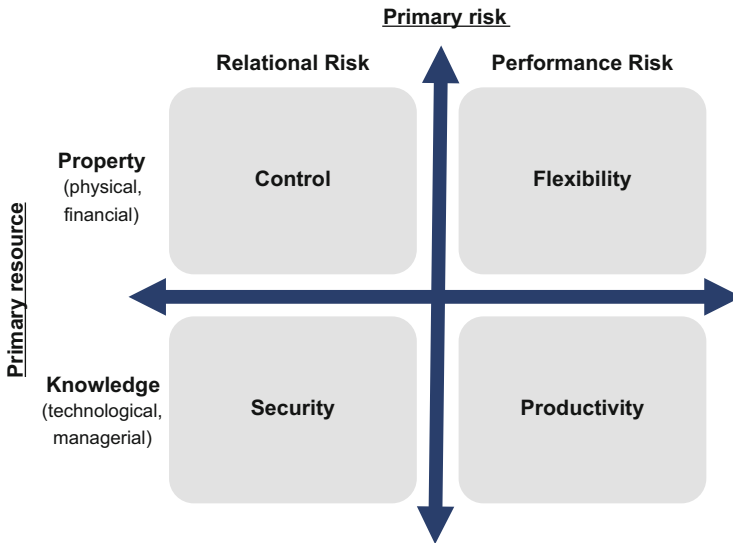 Primary risk
Relational Risk
Performance Risk
Property
(physical,
financial)
Control
Flexibility
Primary resource
Knowledge
(technological,
managerial)
Security
Productivity